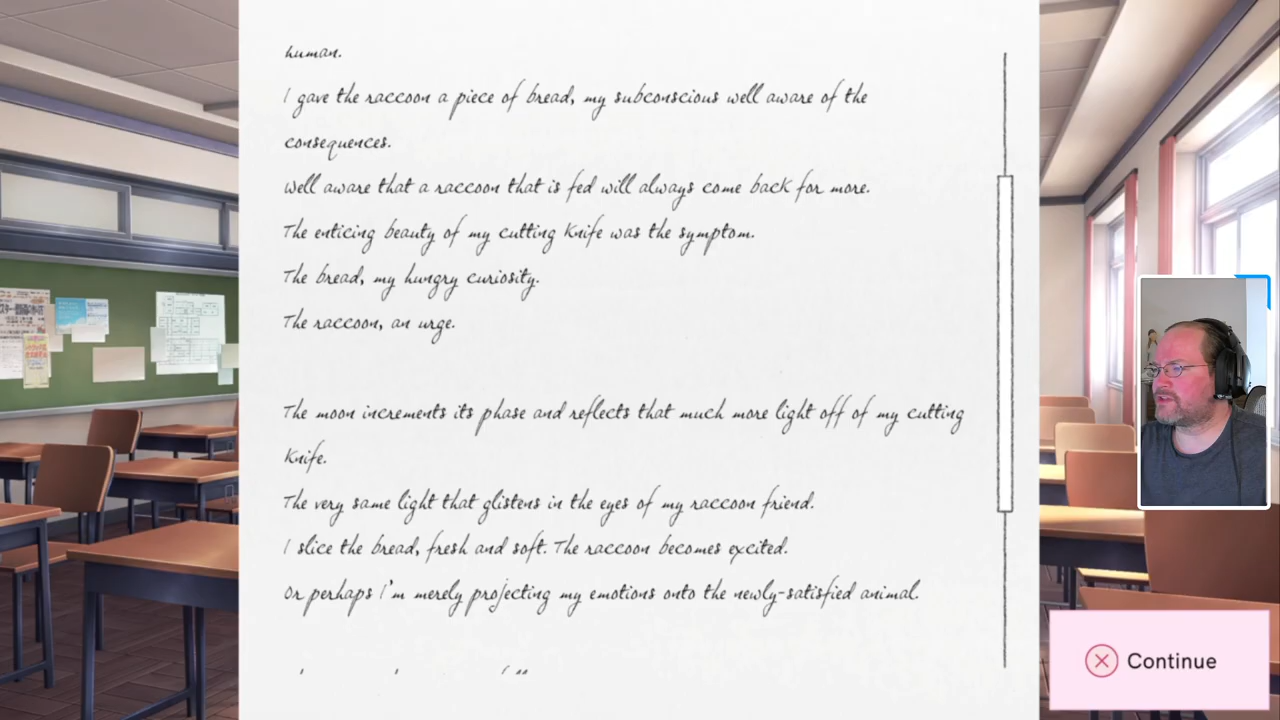 human.
I gave the raccoon a piece of bread, my subconscious well aware of the
consequences.
Well aware that a raccoon that is fed will always come back for more.
The enticing beauty of my cutting knife was the symptom.
The bread, my hungry curiosity.
The raccoon, an urge.
The moon increments its phase and reflects that much more light off of my cutting
knife.
The very same light that glistens in the eyes of my raccoon friend.
I slice the bread, fresh and soft. The raccoon becomes excited.
Or perhaps I'm merely projecting my emotions onto the newly-satisfied animal.
Continue